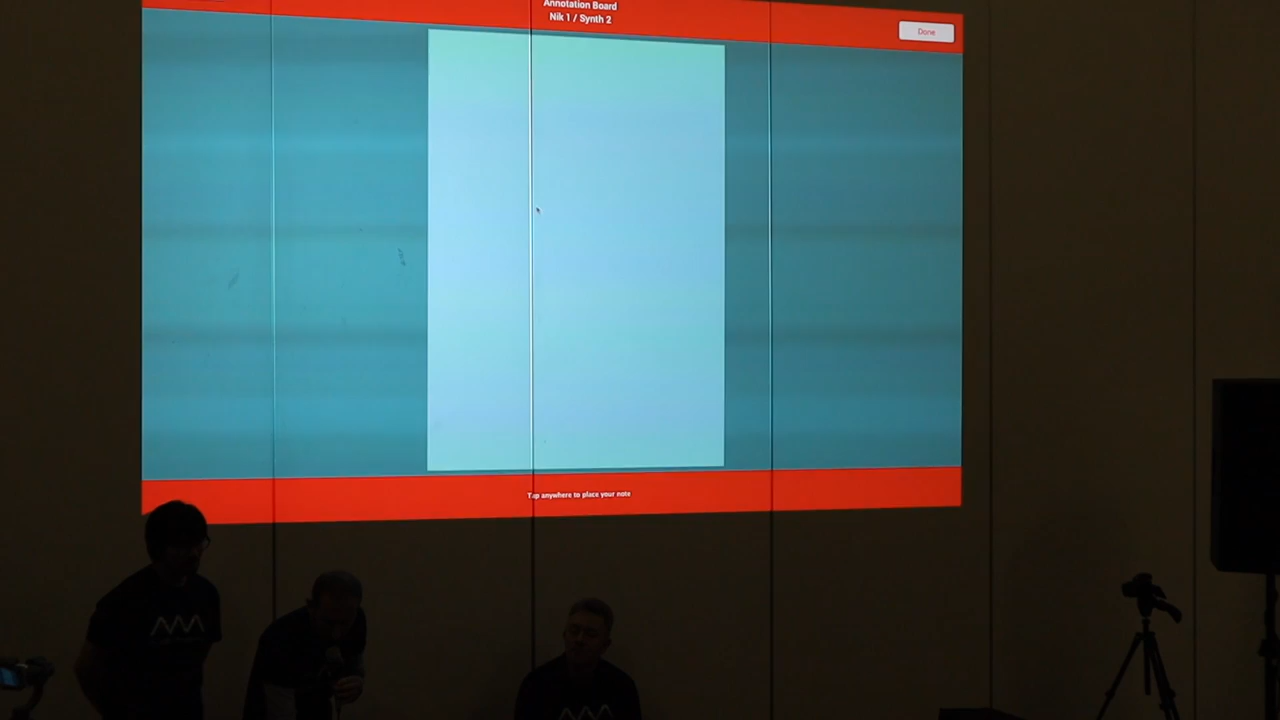 Annotation Board
Nik 1 / Synth 2
Done
Tap anywhere to place your note